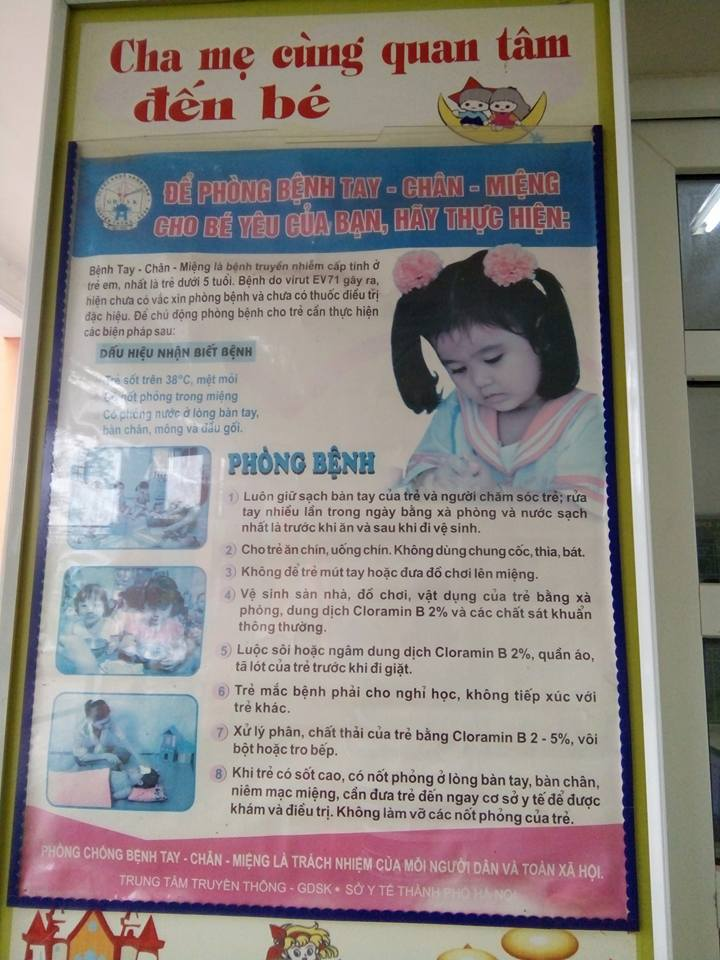 Cha mẹ cùng quan tâm
đến bé
ĐỂ PHÒNG BỆNH TAY - CHÂN - MIỆNG
CHO BÉ YÊU CỦA BẠN, HÃY THỰC HIỆN:
Bệnh Tay - Chân - Miệng là bệnh truyền nhiễm cấp tính ở
trẻ em, nhất là trẻ dưới 5 tuổi. Bệnh do virut EV71 gây ra,
hiện chưa có vắc xin phòng bệnh và chưa có thuốc điều trị
đặc hiệu. Để chủ động phòng bệnh cho trẻ cần thực hiện
các biện pháp sau:
DẤU HIỆU NHẬN BIẾT BỆNH
Trẻ sốt trên 38°C, mệt mỏi
Có nốt phỏng trong miệng
Có phỏng nước ở lòng bàn tay,
bàn chân, mông và đầu gối.
PHÒNG BỆNH
1 Luôn giữ sạch bàn tay của trẻ và người chăm sóc trẻ; rửa
tay nhiều lần trong ngày bằng xà phòng và nước sạch
nhất là trước khi ăn và sau khi đi vệ sinh.
2 Cho trẻ ăn chín, uống chín. Không dùng chung cốc, thìa, bát.
3 Không để trẻ mút tay hoặc đưa đồ chơi lên miệng.
4 Vệ sinh sàn nhà, đồ chơi, vật dụng của trẻ bằng xà
phòng, dung dịch Cloramin B 2% và các chất sát khuẩn
thông thường.
5 Luộc sôi hoặc ngâm dung dịch Cloramin B 2%, quần áo,
tã lót của trẻ trước khi đi giặt.
6 Trẻ mắc bệnh phải cho nghỉ học, không tiếp xúc với
trẻ khác.
7 Xử lý phân, chất thải của trẻ bằng Cloramin B 2 - 5%, vôi
bột hoặc tro bếp.
8 Khi trẻ có sốt cao, có nốt phỏng ở lòng bàn tay, bàn chân,
niêm mạc miệng, cần đưa trẻ đến ngay cơ sở y tế để được
khám và điều trị. Không làm vỡ các nốt phỏng của trẻ.
PHÒNG CHỐNG BỆNH TAY - CHÂN - MIỆNG LÀ TRÁCH NHIỆM CỦA MỖI NGƯỜI DÂN VÀ TOÀN XÃ HỘI.
TRUNG TÂM TRUYỀN THÔNG - GDSK • SỞ Y TẾ THÀNH PHỐ HÀ NỘI